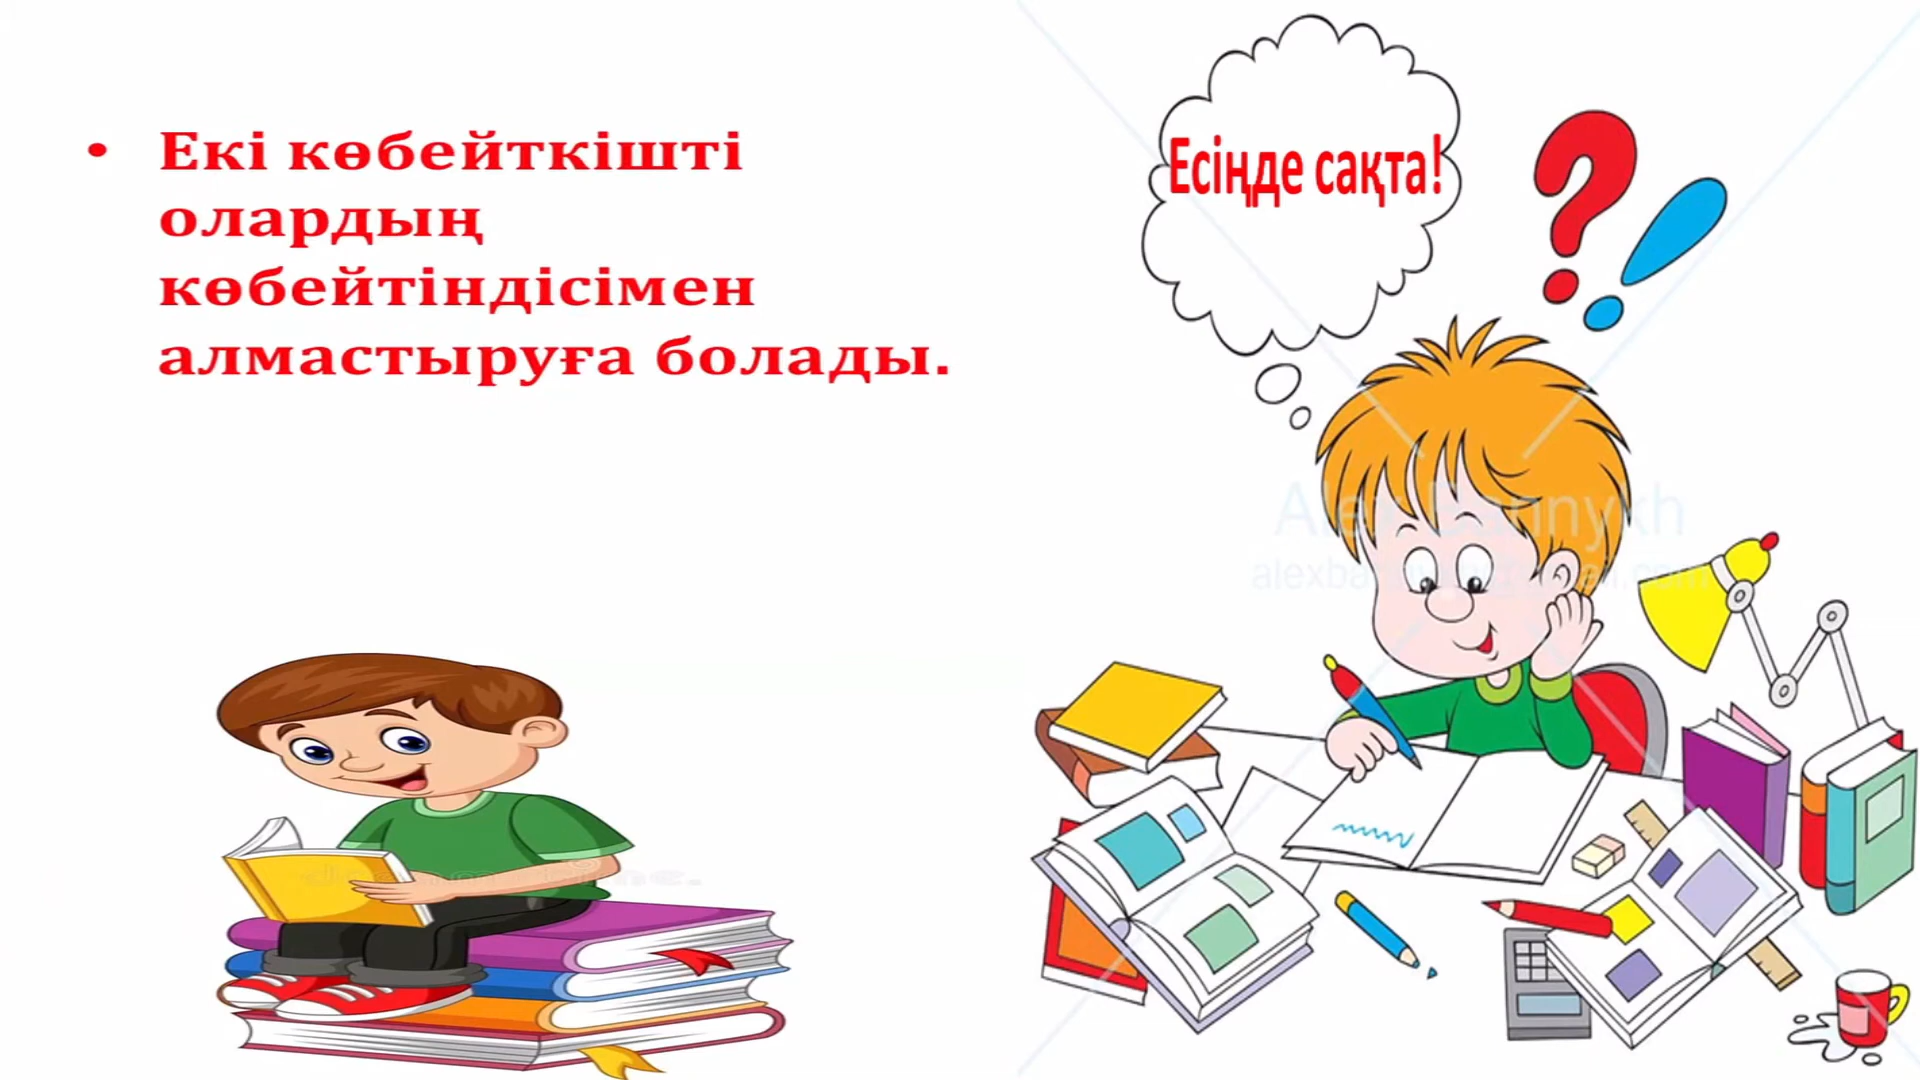 • Екі көбейткішті
олардың
көбейтіндісімен
алмастыруға болады.
Есіңде сақта!